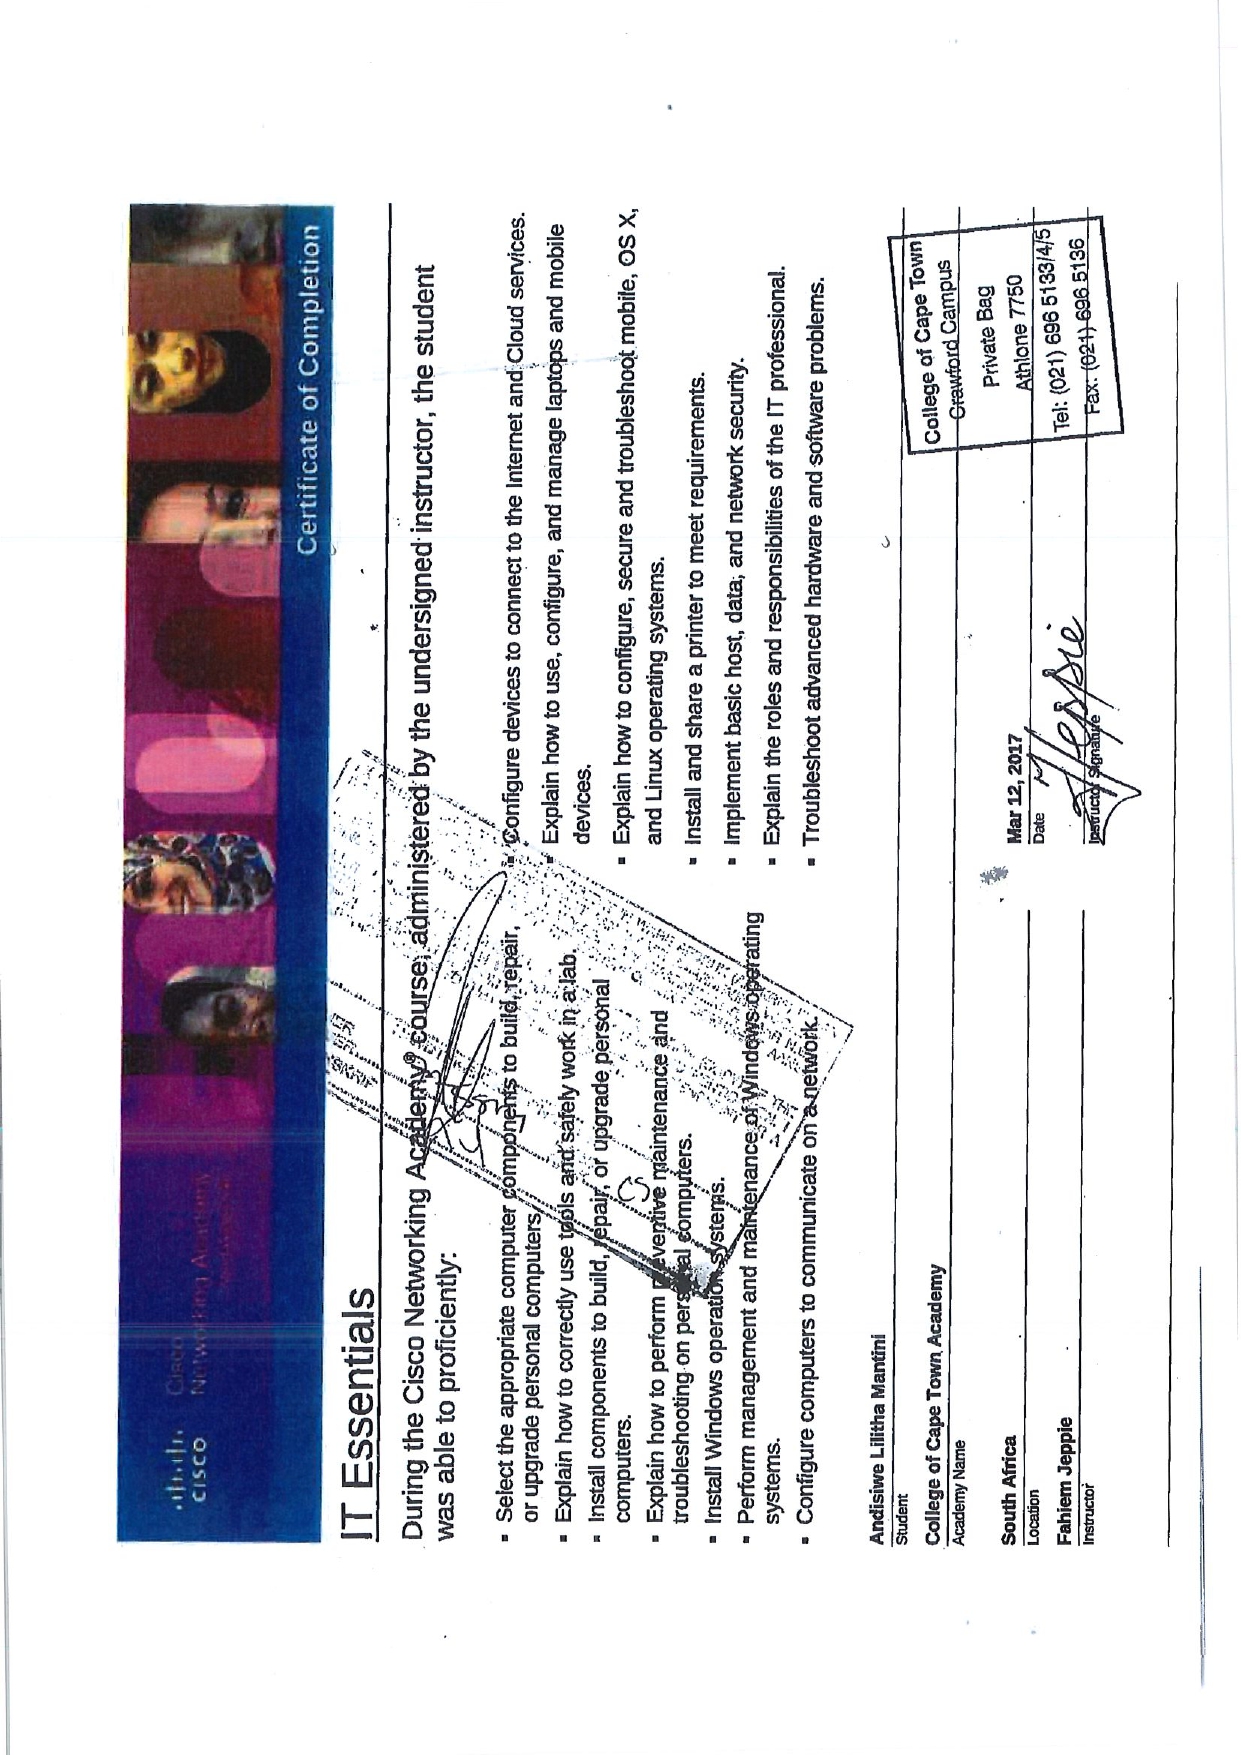 cisco
Cisco
Networking Academy
Certificate of Completion
IT Essentials
During the Cisco Networking Academy® course, administered by the undersigned instructor, the student
was able to proficiently:
▪ Select the appropriate computer components to build, repair,
or upgrade personal computers.
▪ Explain how to correctly use tools and safely work in a lab.
▪ Install components to build, repair, or upgrade personal
computers.
▪ Explain how to perform preventive maintenance and
troubleshooting on personal computers.
▪ Install Windows operating systems.
▪ Perform management and maintenance of Windows operating
systems.
▪ Configure computers to communicate on a network.
▪ Configure devices to connect to the Internet and Cloud services.
▪ Explain how to use, configure, and manage laptops and mobile
devices.
▪ Explain how to configure, secure and troubleshoot mobile, OS X,
and Linux operating systems.
▪ Install and share a printer to meet requirements.
▪ Implement basic host, data, and network security.
▪ Explain the roles and responsibilities of the IT professional.
▪ Troubleshoot advanced hardware and software problems.
Andisiwe Lilitha Mantini
Student
College of Cape Town Academy
Academy Name
South Africa
Location
Mar 12, 2017
Date
Fahiem Jeppie
Instructor
Jeppie
Instructor Signature
College of Cape Town
Crawford Campus
Private Bag
Athlone 7750
Tel: (021) 696 5133/4/5
Fax: (021) 696 5136